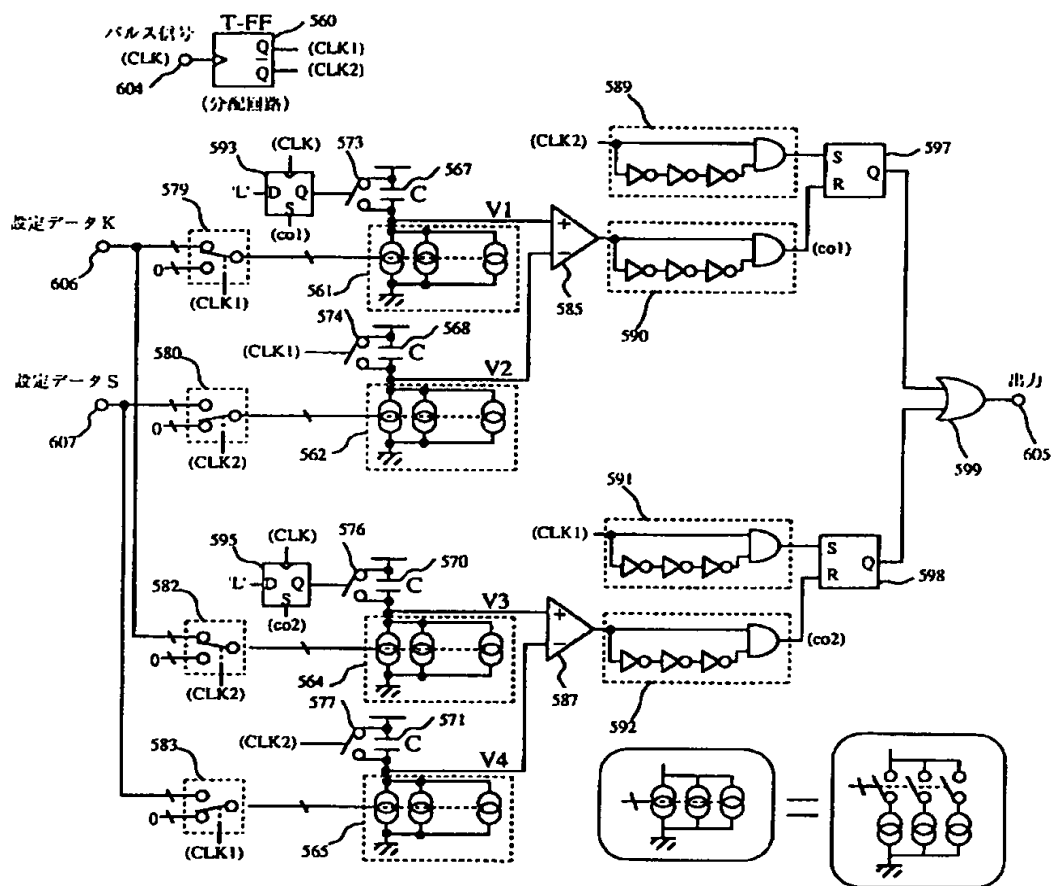 T-FF
560
パルス信号
(CLK)
604
Q
Q̅
(CLK1)
(CLK2)
(分配回路)
593
(CLK)
573
567
'L'
D
Q
S
(co1)
C
579
設定データK
606
0
(CLK1)
V1
561
574
568
(CLK1)
C
V2
580
設定データS
607
0
(CLK2)
562
+
−
585
589
(CLK2)
590
(co1)
S
R
Q
597
599
出力
605
595
(CLK)
576
570
'L'
D
Q
S
(co2)
C
582
0
(CLK2)
V3
564
577
571
(CLK2)
C
V4
583
0
(CLK1)
565
+
−
587
591
(CLK1)
592
(co2)
S
R
Q
598